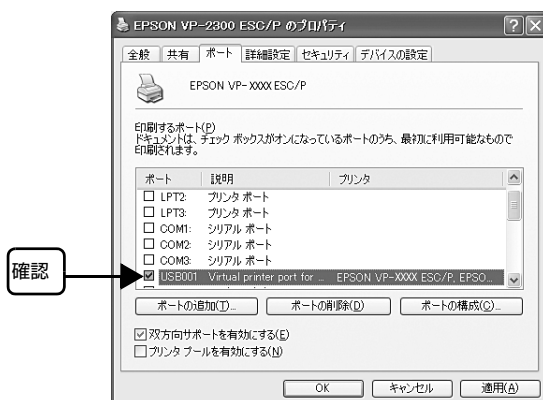 EPSON VP-2300 ESC/P のプロパティ
全般 共有 ポート 詳細設定 セキュリティ デバイスの設定
EPSON VP-XXXX ESC/P
印刷するポート(P)
ドキュメントは、チェック ボックスがオンになっているポートのうち、最初に利用可能なもので
印刷されます。
ポート 説明 プリンタ
LPT2: プリンタ ポート
LPT3: プリンタ ポート
COM1: シリアル ポート
COM2: シリアル ポート
COM3: シリアル ポート
確認
USB001 Virtual printer port for ... EPSON VP-XXXX ESC/P, EPSO...
ポートの追加(T)... ポートの削除(D) ポートの構成(C)...
双方向サポートを有効にする(E)
プリンタ プールを有効にする(N)
OK キャンセル 適用(A)